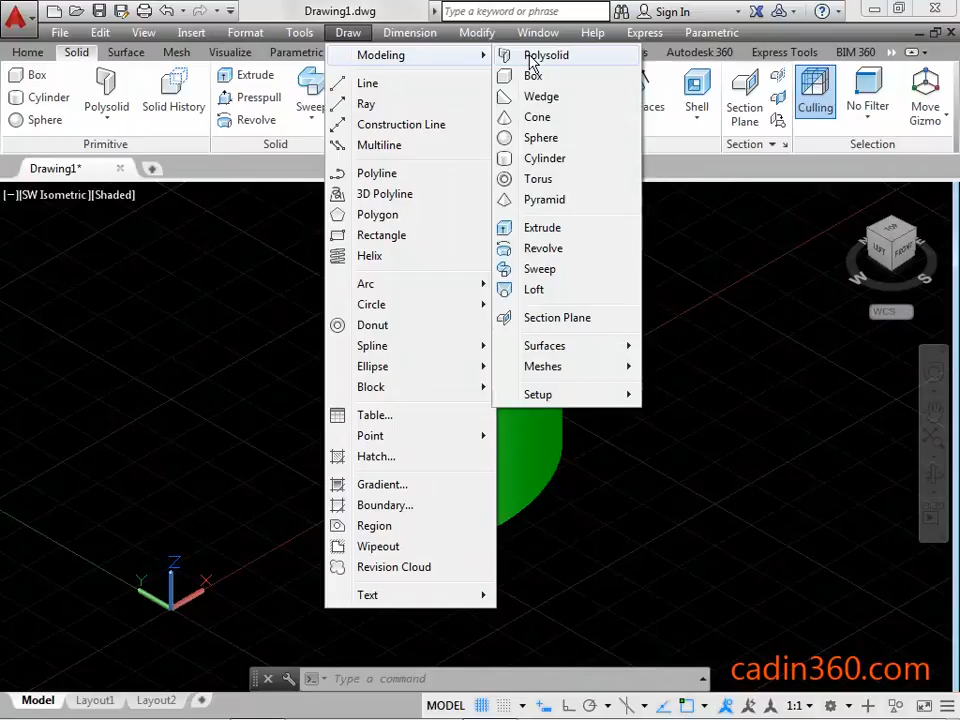 Drawing1.dwg
Type a keyword or phrase
Sign In
File Edit View Insert Format Tools Draw Dimension Modify Window Help Express Parametric
Home Solid Surface Mesh Visualize Parametric Autodesk 360 Express Tools BIM 360
Box
Cylinder
Sphere
Polysolid
Solid History
Extrude
Presspull
Revolve
Sweep
Shell
Section
Plane
Culling
No Filter
Move
Gizmo
Primitive
Solid
Section
Selection
Drawing1*
[−]SW Isometric][Shaded]
Modeling
Line
Ray
Construction Line
Multiline
Polyline
3D Polyline
Polygon
Rectangle
Helix
Arc
Circle
Donut
Spline
Ellipse
Block
Table...
Point
Hatch...
Gradient...
Boundary...
Region
Wipeout
Revision Cloud
Text
Polysolid
Box
Wedge
Cone
Sphere
Cylinder
Torus
Pyramid
Extrude
Revolve
Sweep
Loft
Section Plane
Surfaces
Meshes
Setup
TOP
LEFT
FRONT
W
S
WCS
Z
Y
X
Type a command
cadin360.com
Model Layout1 Layout2
MODEL
1:1